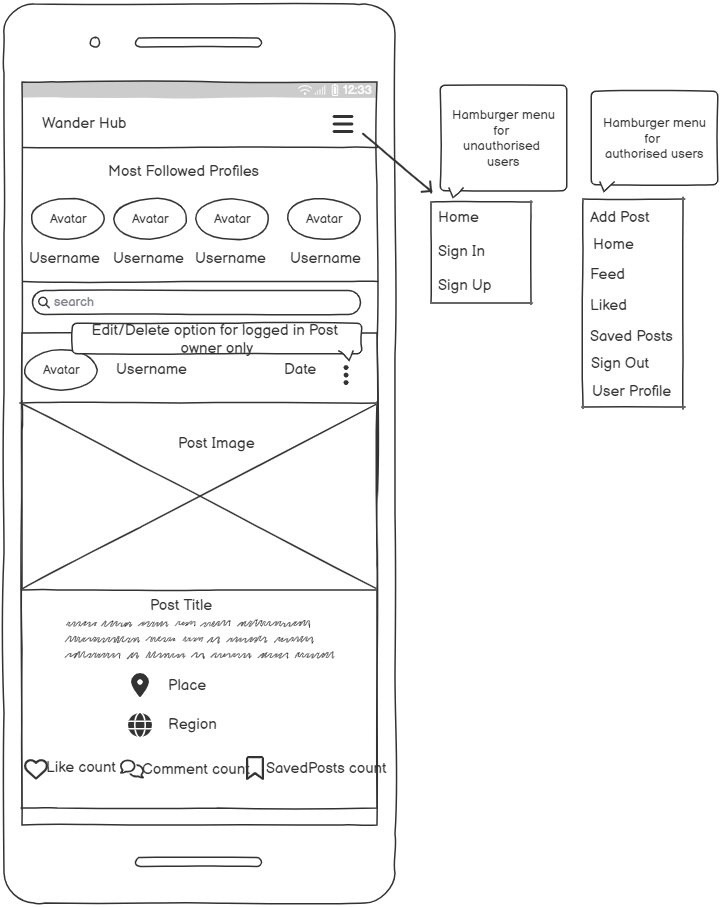 12:33
Wander Hub
Most Followed Profiles
Avatar Avatar Avatar Avatar
Username Username Username Username
search
Edit/Delete option for logged in Post
owner only
Avatar Username Date
Post Image
Post Title
Place
Region
Like count Comment count SavedPosts count
Hamburger menu
for
unauthorised
users
Home
Sign In
Sign Up
Hamburger menu
for
authorised users
Add Post
Home
Feed
Liked
Saved Posts
Sign Out
User Profile